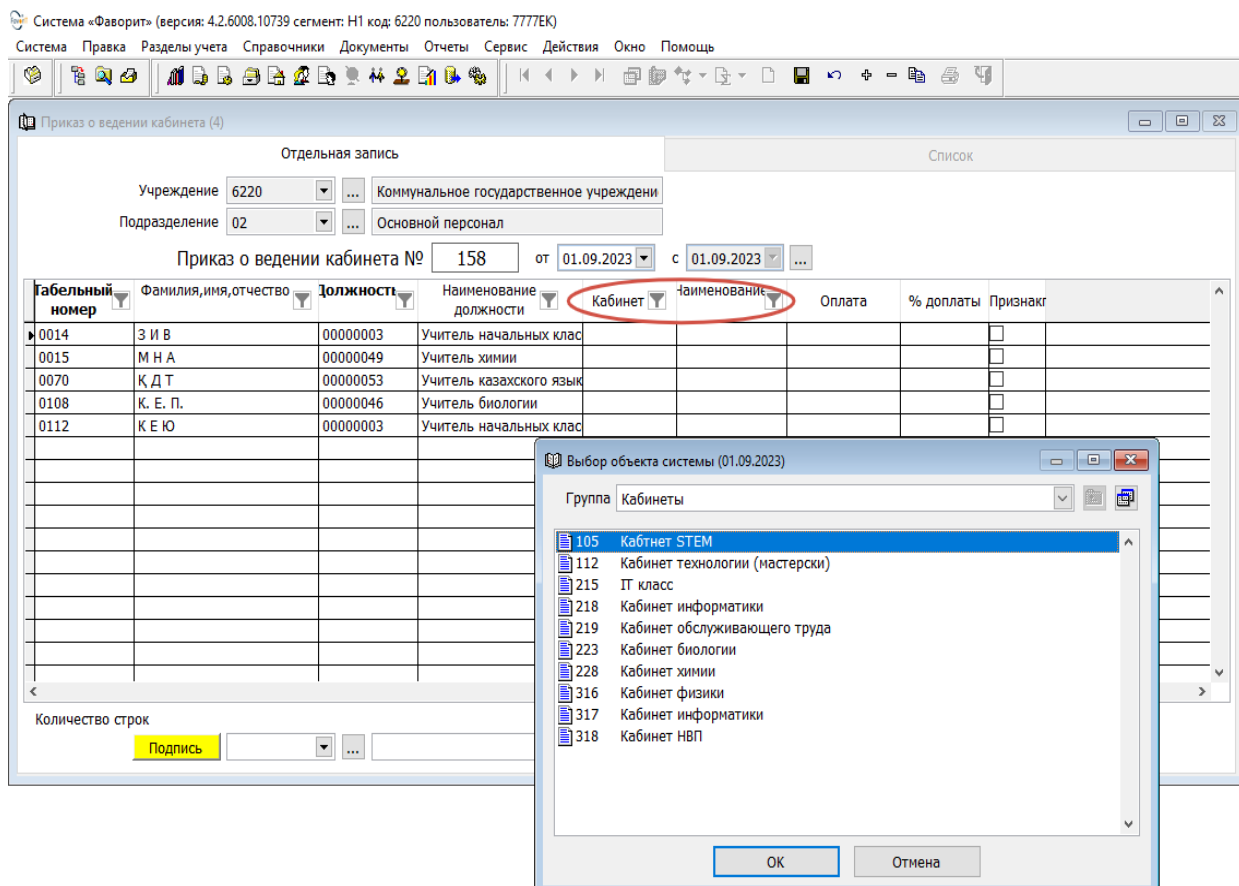 Система «Фаворит» (версия: 4.2.6008.10739 сегмент: Н1 код: 6220 пользователь: 7777ЕК)
Система Правка Разделы учета Справочники Документы Отчеты Сервис Действия Окно Помощь
Приказ о ведении кабинета (4)
Отдельная запись Список
Учреждение 6220 ... Коммунальное государственное учреждени
Подразделение 02 ... Основной персонал
Приказ о ведении кабинета № 158 от 01.09.2023 с 01.09.2023 ...
Табельный номер Фамилия,имя,отчество Должность Наименование должности Кабинет Наименование Оплата % доплаты Признакг
0014 З И В 00000003 Учитель начальных клас
0015 М Н А 00000049 Учитель химии
0070 Қ Д Т 00000053 Учитель казахского язык
0108 К. Е. П. 00000046 Учитель биологии
0112 К Е Ю 00000003 Учитель начальных клас
Количество строк
Подпись ...
Выбор объекта системы (01.09.2023)
Группа Кабинеты
105 Кабтнет STEM
112 Кабинет технологии (мастерски)
215 IT класс
218 Кабинет информатики
219 Кабинет обслуживающего труда
223 Кабинет биологии
228 Кабинет химии
316 Кабинет физики
317 Кабинет информатики
318 Кабинет НВП
ОК Отмена